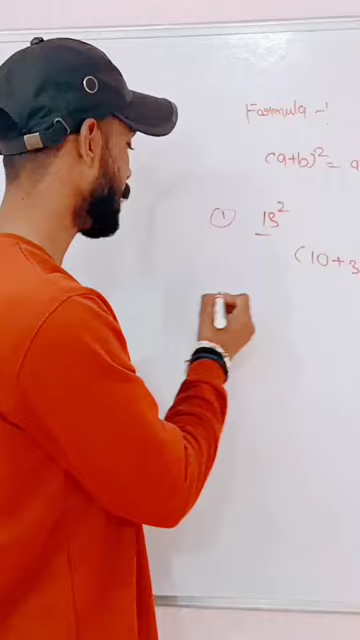 Formula -!
(a+b)² = a
① 13²
(10+3